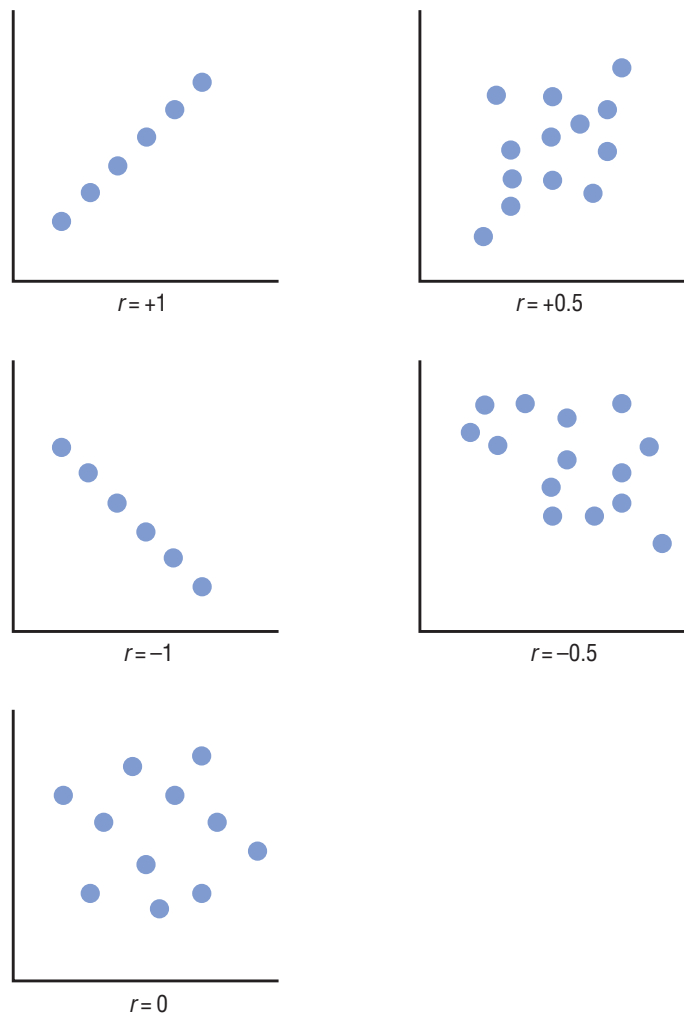 r = +1
r = +0.5
r = –1
r = –0.5
r = 0